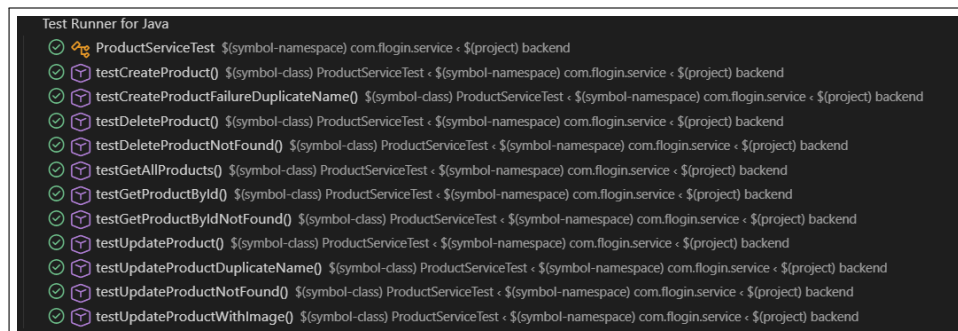 Test Runner for Java
ProductServiceTest $(symbol-namespace) com.flogin.service < $(project) backend
testCreateProduct() $(symbol-class) ProductServiceTest < $(symbol-namespace) com.flogin.service < $(project) backend
testCreateProductFailureDuplicateName() $(symbol-class) ProductServiceTest < $(symbol-namespace) com.flogin.service < $(project) backend
testDeleteProduct() $(symbol-class) ProductServiceTest < $(symbol-namespace) com.flogin.service < $(project) backend
testDeleteProductNotFound() $(symbol-class) ProductServiceTest < $(symbol-namespace) com.flogin.service < $(project) backend
testGetAllProducts() $(symbol-class) ProductServiceTest < $(symbol-namespace) com.flogin.service < $(project) backend
testGetProductById() $(symbol-class) ProductServiceTest < $(symbol-namespace) com.flogin.service < $(project) backend
testGetProductByIdNotFound() $(symbol-class) ProductServiceTest < $(symbol-namespace) com.flogin.service < $(project) backend
testUpdateProduct() $(symbol-class) ProductServiceTest < $(symbol-namespace) com.flogin.service < $(project) backend
testUpdateProductDuplicateName() $(symbol-class) ProductServiceTest < $(symbol-namespace) com.flogin.service < $(project) backend
testUpdateProductNotFound() $(symbol-class) ProductServiceTest < $(symbol-namespace) com.flogin.service < $(project) backend
testUpdateProductWithImage() $(symbol-class) ProductServiceTest < $(symbol-namespace) com.flogin.service < $(project) backend